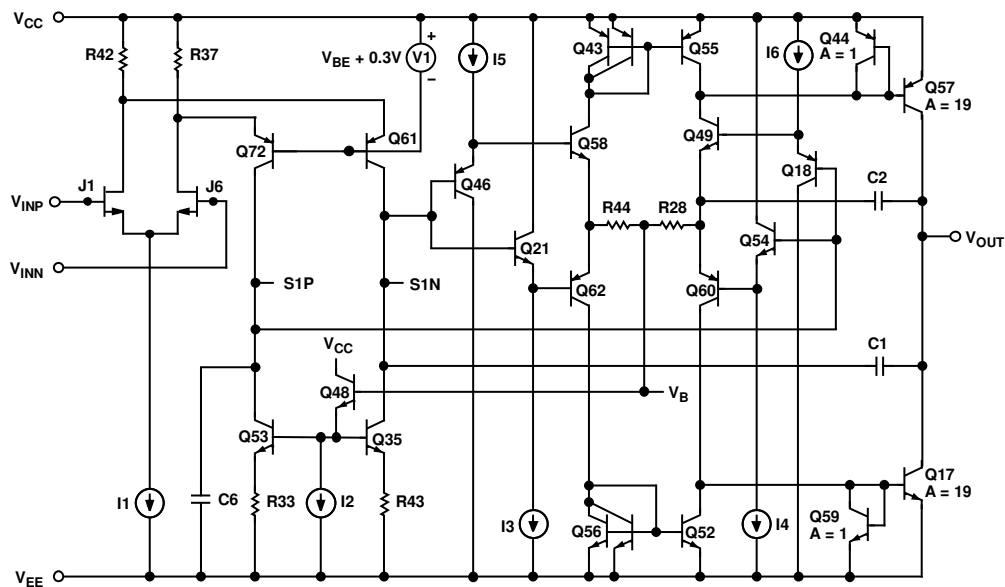 VCC
R42
R37
VBE + 0.3V
V1
+
−
I5
Q43
Q55
I6
Q44
A = 1
Q57
A = 19
Q72
Q61
Q46
Q58
Q49
Q18
J1
J6
VINP
VINN
R44
R28
C2
Q21
Q54
VOUT
S1P
S1N
Q62
Q60
VCC
Q48
VB
C1
Q53
Q35
I1
C6
R33
I2
R43
I3
Q56
Q52
I4
Q59
A = 1
Q17
A = 19
VEE